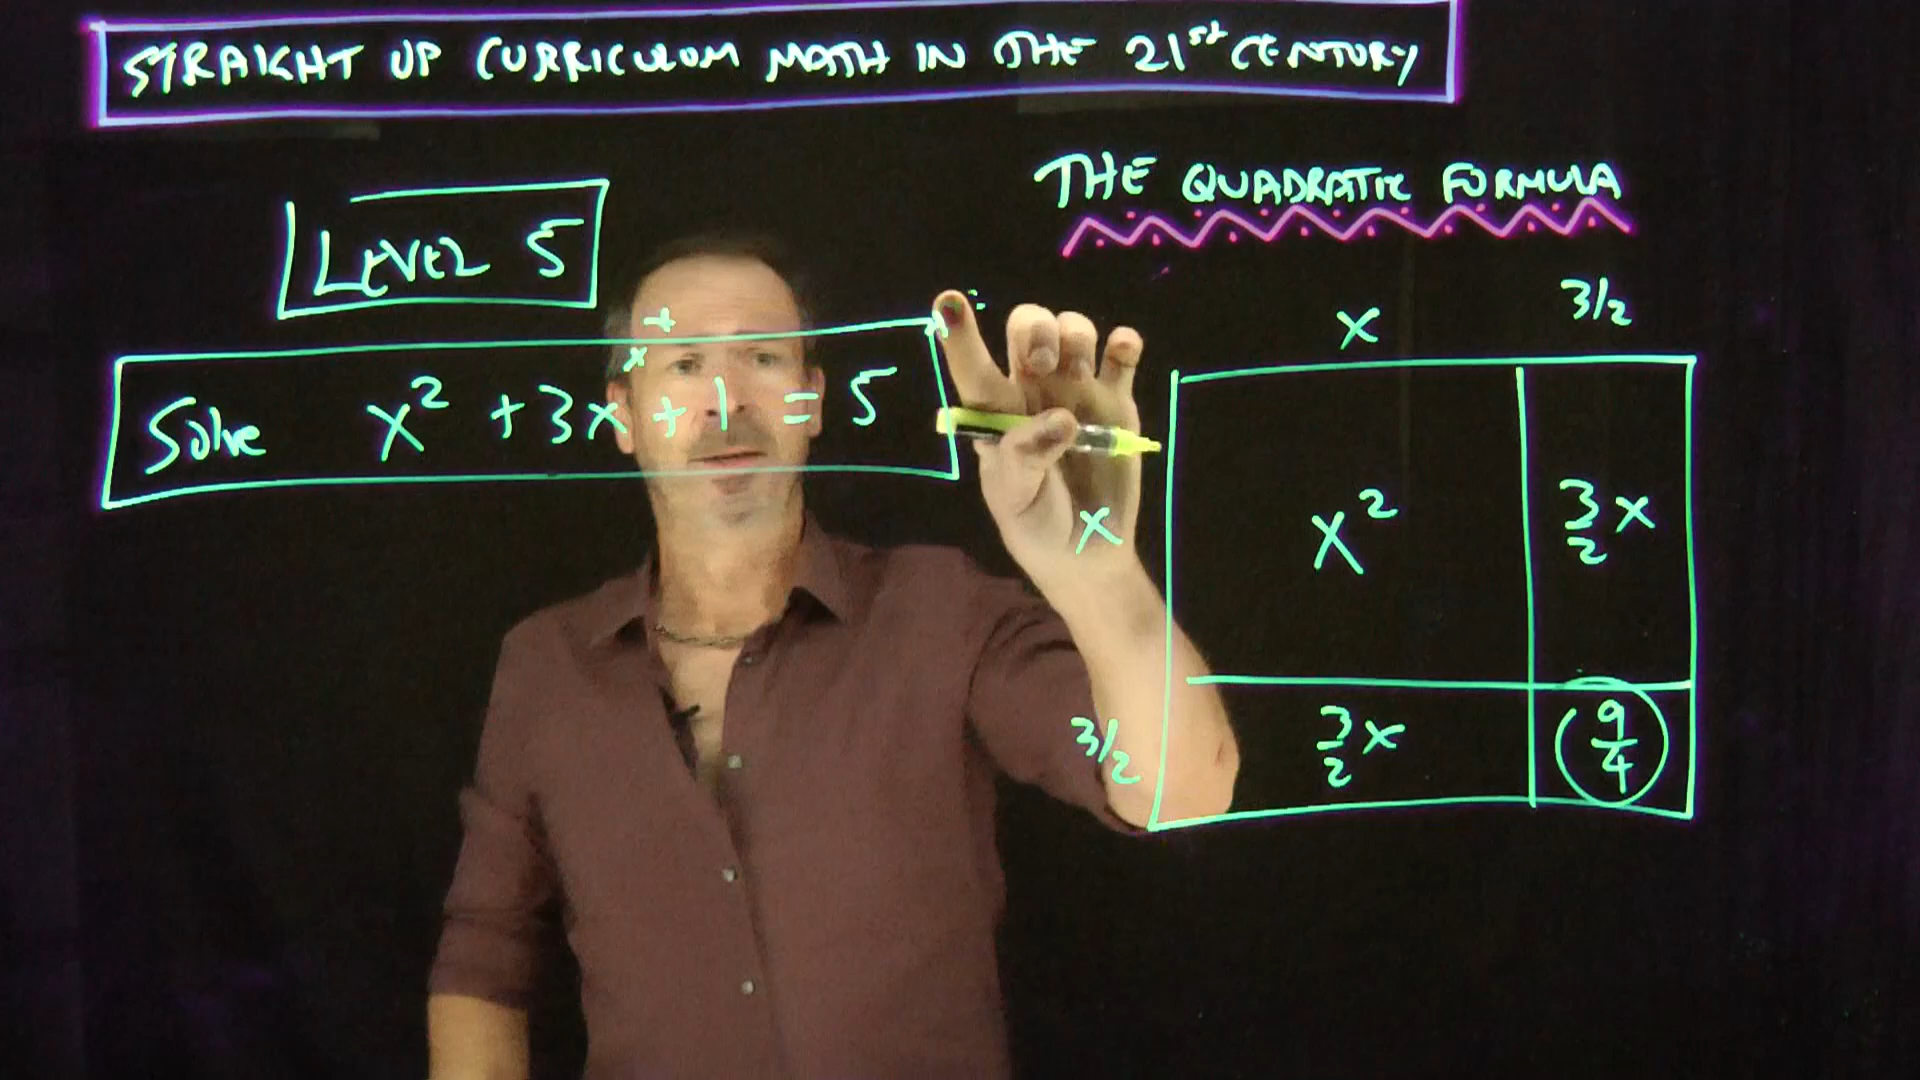 STRAIGHT UP CURRICULUM MATH IN THE 21st CENTURY
THE QUADRATIC FORMULA
LEVEL 5
Solve x² + 3x + 1 = 5
x 3/2
x x² 3/2 x
3/2 3/2 x 9/4